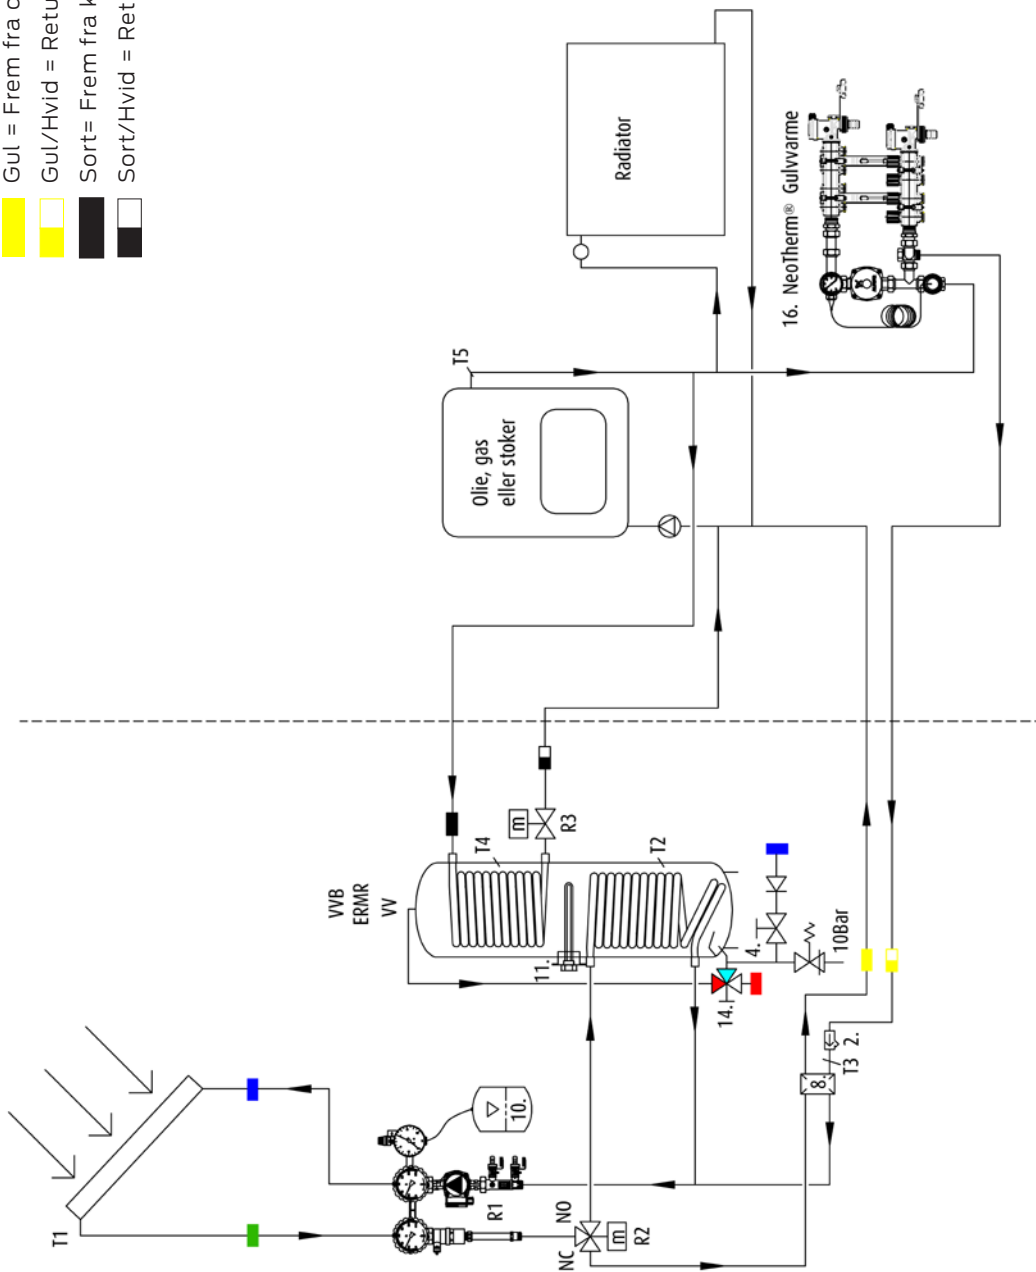 Gul = Frem fra
Gul/Hvid =
Sort= Frem fra
Sort/Hvid =
Radiator
16. NeoTherm® Gulvvarme
T5
Olie, gas
eller stoker
VVB
ERMR
VV
T4
m
R3
T2
11.
4.
10Bar
14.
T1
10.
R1
NO
NC
m
R2
8.
T3
2.